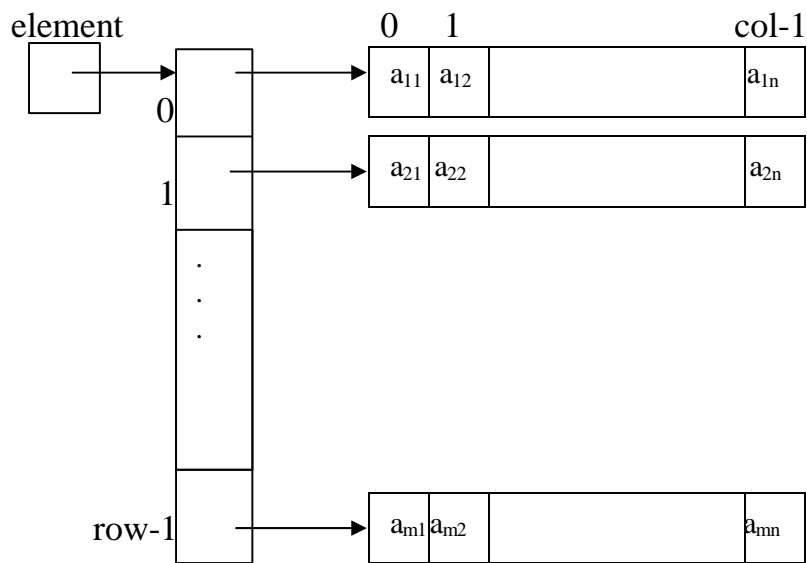 element
0 1 col-1
a₁₁ a₁₂ a₁ₙ
0
a₂₁ a₂₂ a₂ₙ
1
.
.
.
row-1 aₘ₁ aₘ₂ aₘₙ